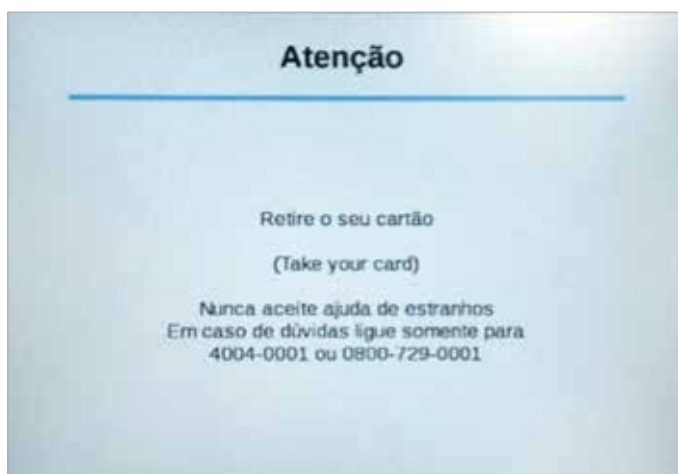 Atenção
Retire o seu cartão
(Take your card)
Nunca aceite ajuda de estranhos
Em caso de dúvidas ligue somente para
4004-0001 ou 0800-729-0001